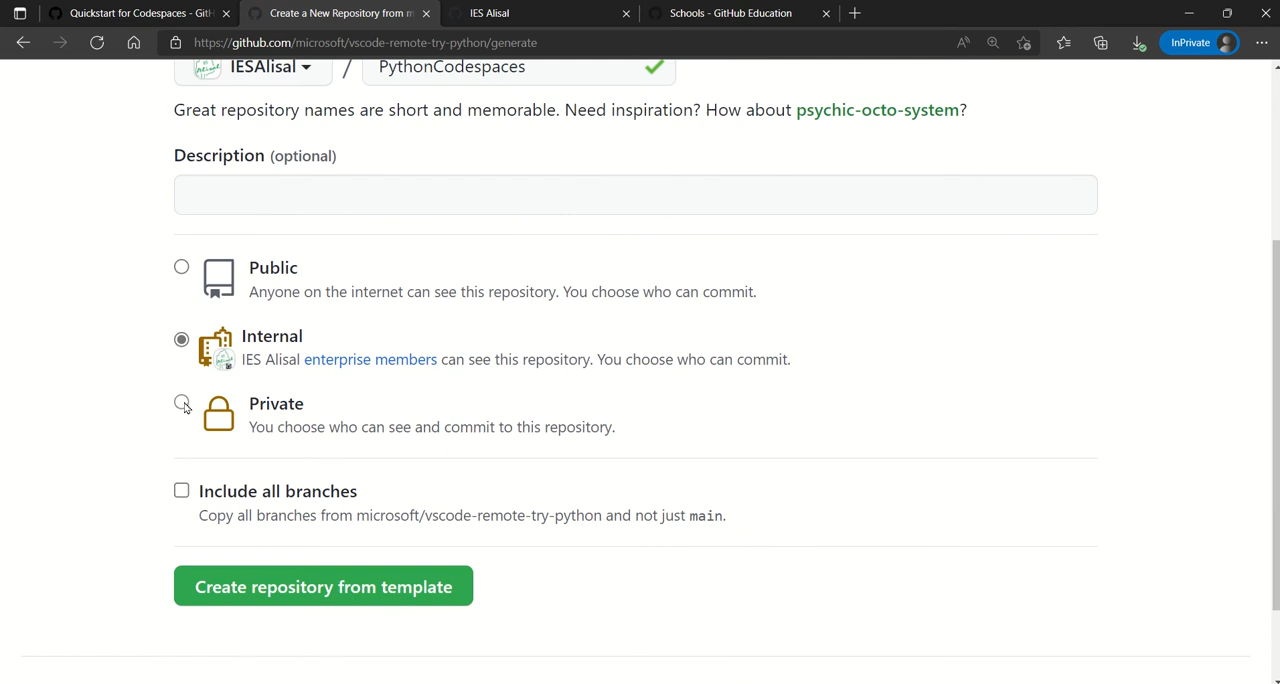 Quickstart for Codespaces - GitH
Create a New Repository from m
IES Alisal
Schools - GitHub Education
https://github.com/microsoft/vscode-remote-try-python/generate
InPrivate
IESAlisal / PythonCodespaces
Great repository names are short and memorable. Need inspiration? How about psychic-octo-system?
Description (optional)
Public
Anyone on the internet can see this repository. You choose who can commit.
Internal
IES Alisal enterprise members can see this repository. You choose who can commit.
Private
You choose who can see and commit to this repository.
Include all branches
Copy all branches from microsoft/vscode-remote-try-python and not just main.
Create repository from template